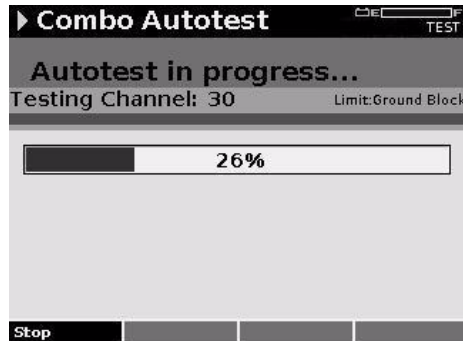 Combo Autotest
E F
TEST
Autotest in progress...
Testing Channel: 30
Limit:Ground Block
26%
Stop